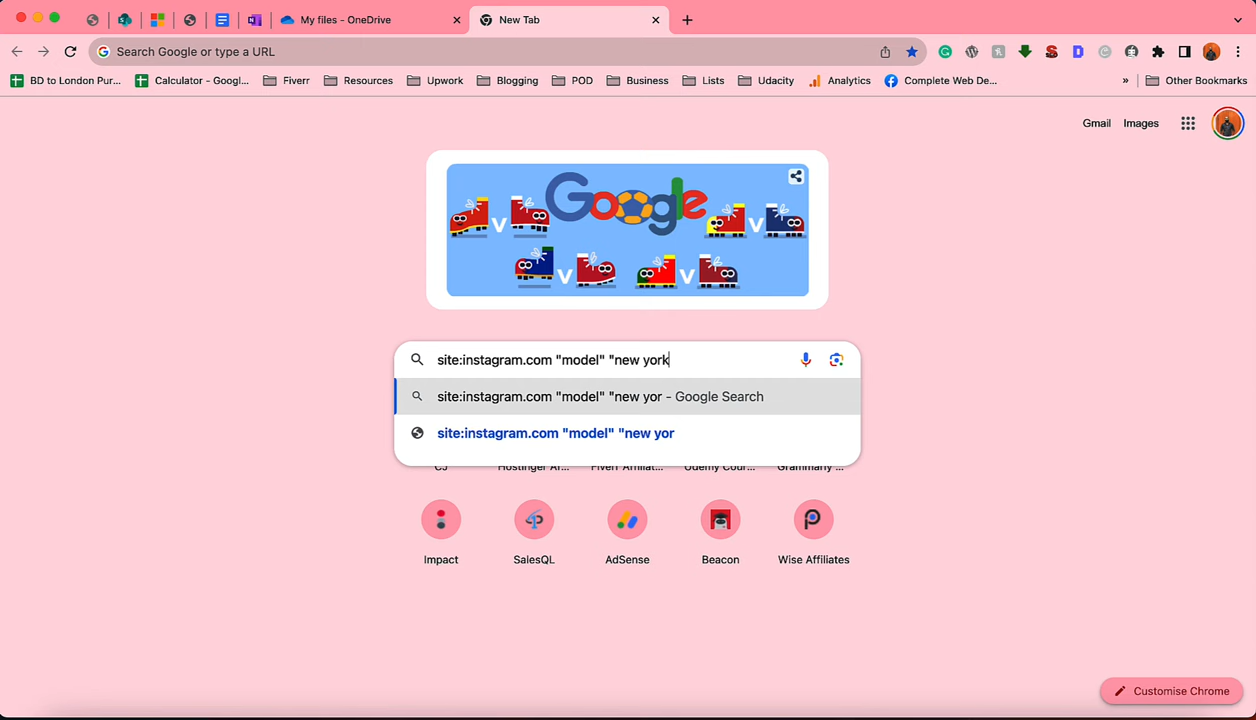 My files - OneDrive
New Tab
Search Google or type a URL
BD to London Pur...
Calculator - Googl...
Fiverr
Resources
Upwork
Blogging
POD
Business
Lists
Udacity
Analytics
Complete Web De...
»
Other Bookmarks
Gmail
Images
Google
V
V
V
V
site:instagram.com "model" "new york
site:instagram.com "model" "new yor - Google Search
site:instagram.com "model" "new yor
CJ
Hostinger Af...
Fiverr Affiliat...
Udemy Cour...
Grammarly ...
Impact
SalesQL
AdSense
Beacon
Wise Affiliates
Customise Chrome